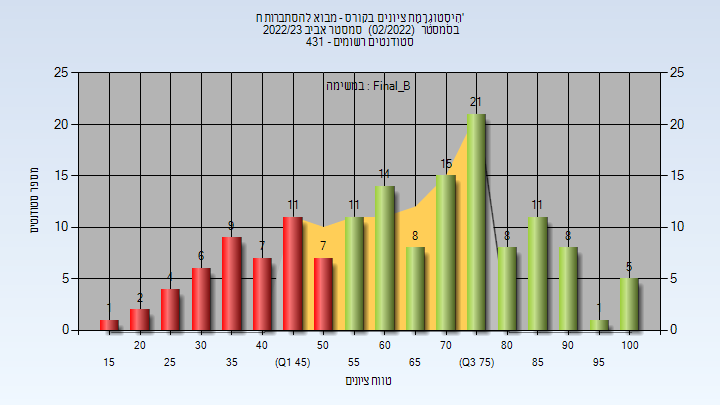 היסטוגרמת ציונים בקורס - מבוא להסתברות ח'
בסמסטר (02/2022) סמסטר אביב 2022/23
סטודנטים רשומים - 431
במשימה : Final_B
מספר סטודנטים
25 25
20 20
15 15
10 10
5 5
0 0
1 2 4 6 9 7 11 7 11 14 8 15 21 8 11 8 1 5
20 30 40 50 60 70 80 90 100
15 25 35 (Q1 45) 55 65 (Q3 75) 85 95
טווח ציונים